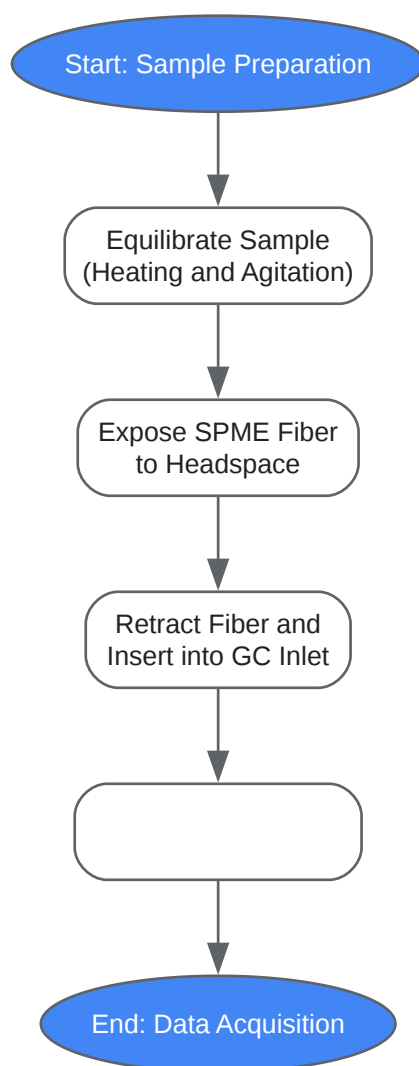 Start: Sample Preparation
Equilibrate Sample
(Heating and Agitation)
Expose SPME Fiber
to Headspace
Retract Fiber and
Insert into GC Inlet
End: Data Acquisition